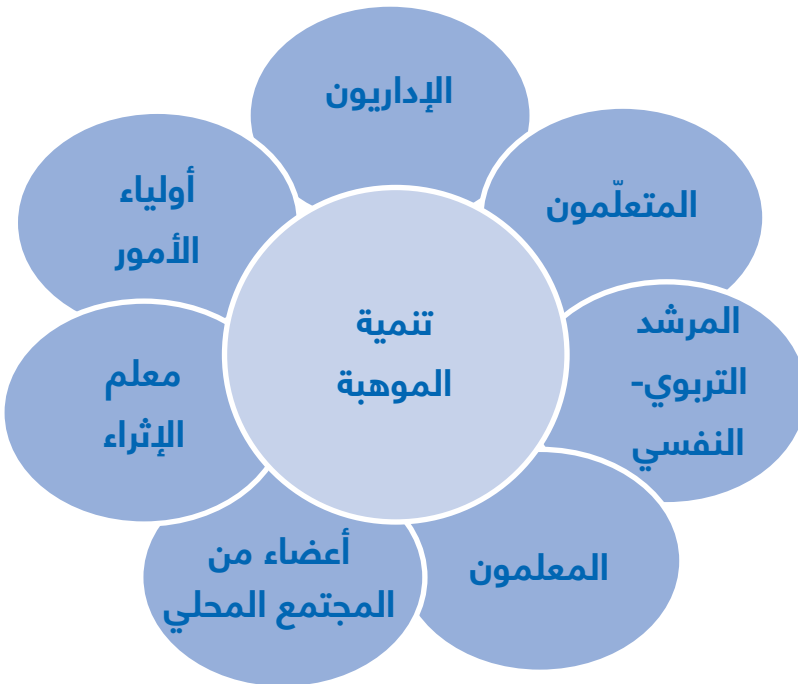 الإداريون
المتعلّمون
المرشد
التربوي-
النفسي
المعلمون
أعضاء من
المجتمع المحلي
معلم
الإثراء
أولياء
الأمور
تنمية
الموهبة